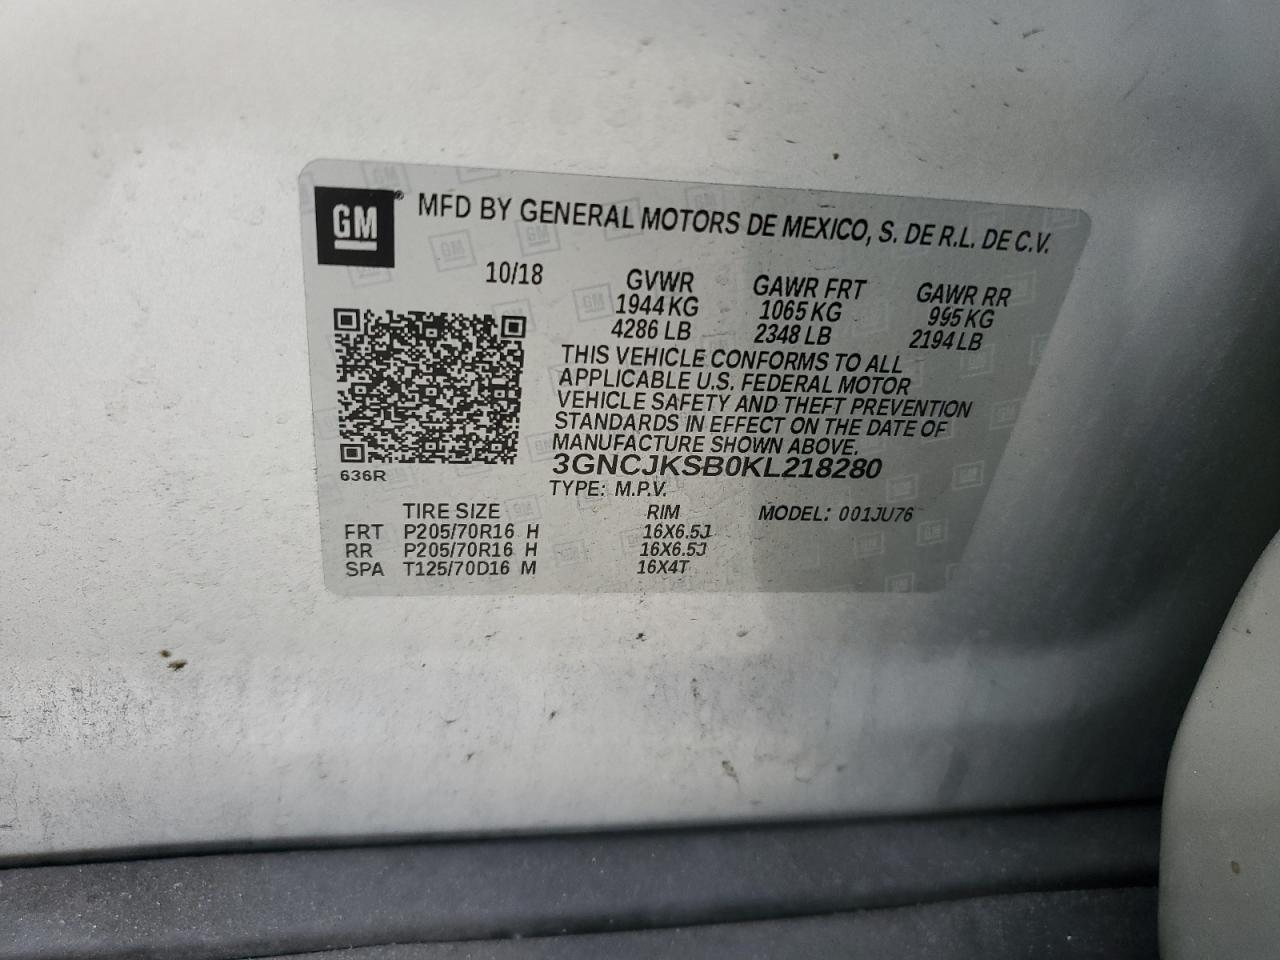 GM ® MFD BY GENERAL MOTORS DE MEXICO, S. DE R.L. DE C.V.
10/18 GVWR GAWR FRT GAWR RR
1944 KG 1065 KG 995 KG
4286 LB 2348 LB 2194 LB
THIS VEHICLE CONFORMS TO ALL
APPLICABLE U.S. FEDERAL MOTOR
VEHICLE SAFETY AND THEFT PREVENTION
STANDARDS IN EFFECT ON THE DATE OF
MANUFACTURE SHOWN ABOVE.
3GNCJKSB0KL218280
636R
TYPE: M.P.V.
TIRE SIZE RIM MODEL: 001JU76
FRT P205/70R16 H 16X6.5J
RR P205/70R16 H 16X6.5J
SPA T125/70D16 M 16X4T